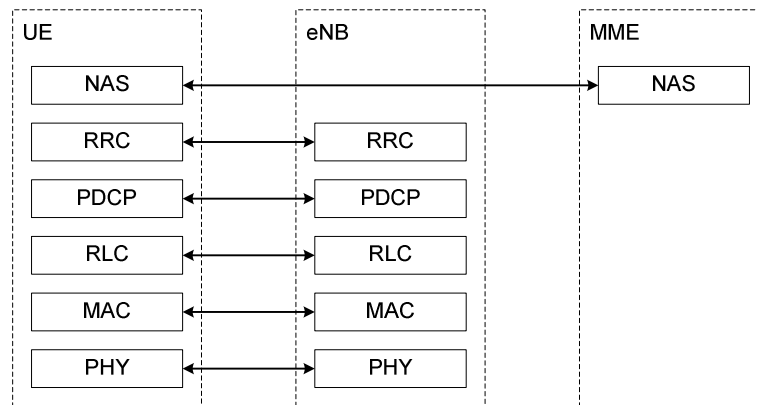 UE eNB MME
NAS NAS
RRC RRC
PDCP PDCP
RLC RLC
MAC MAC
PHY PHY